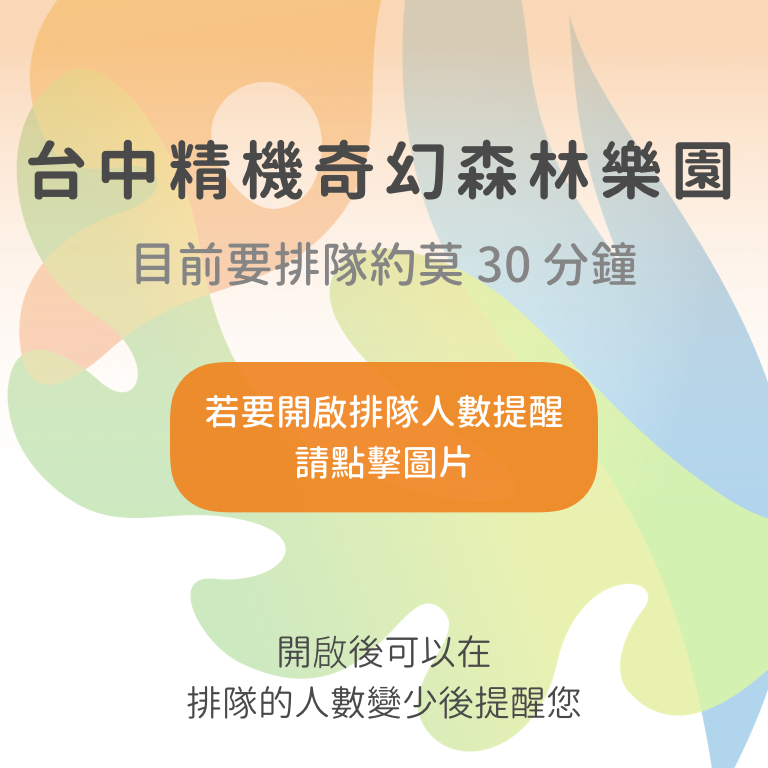 台中精機奇幻森林樂園
目前要排隊約莫 30 分鐘
若要開啟排隊人數提醒
請點擊圖片
開啟後可以在
排隊的人數變少後提醒您